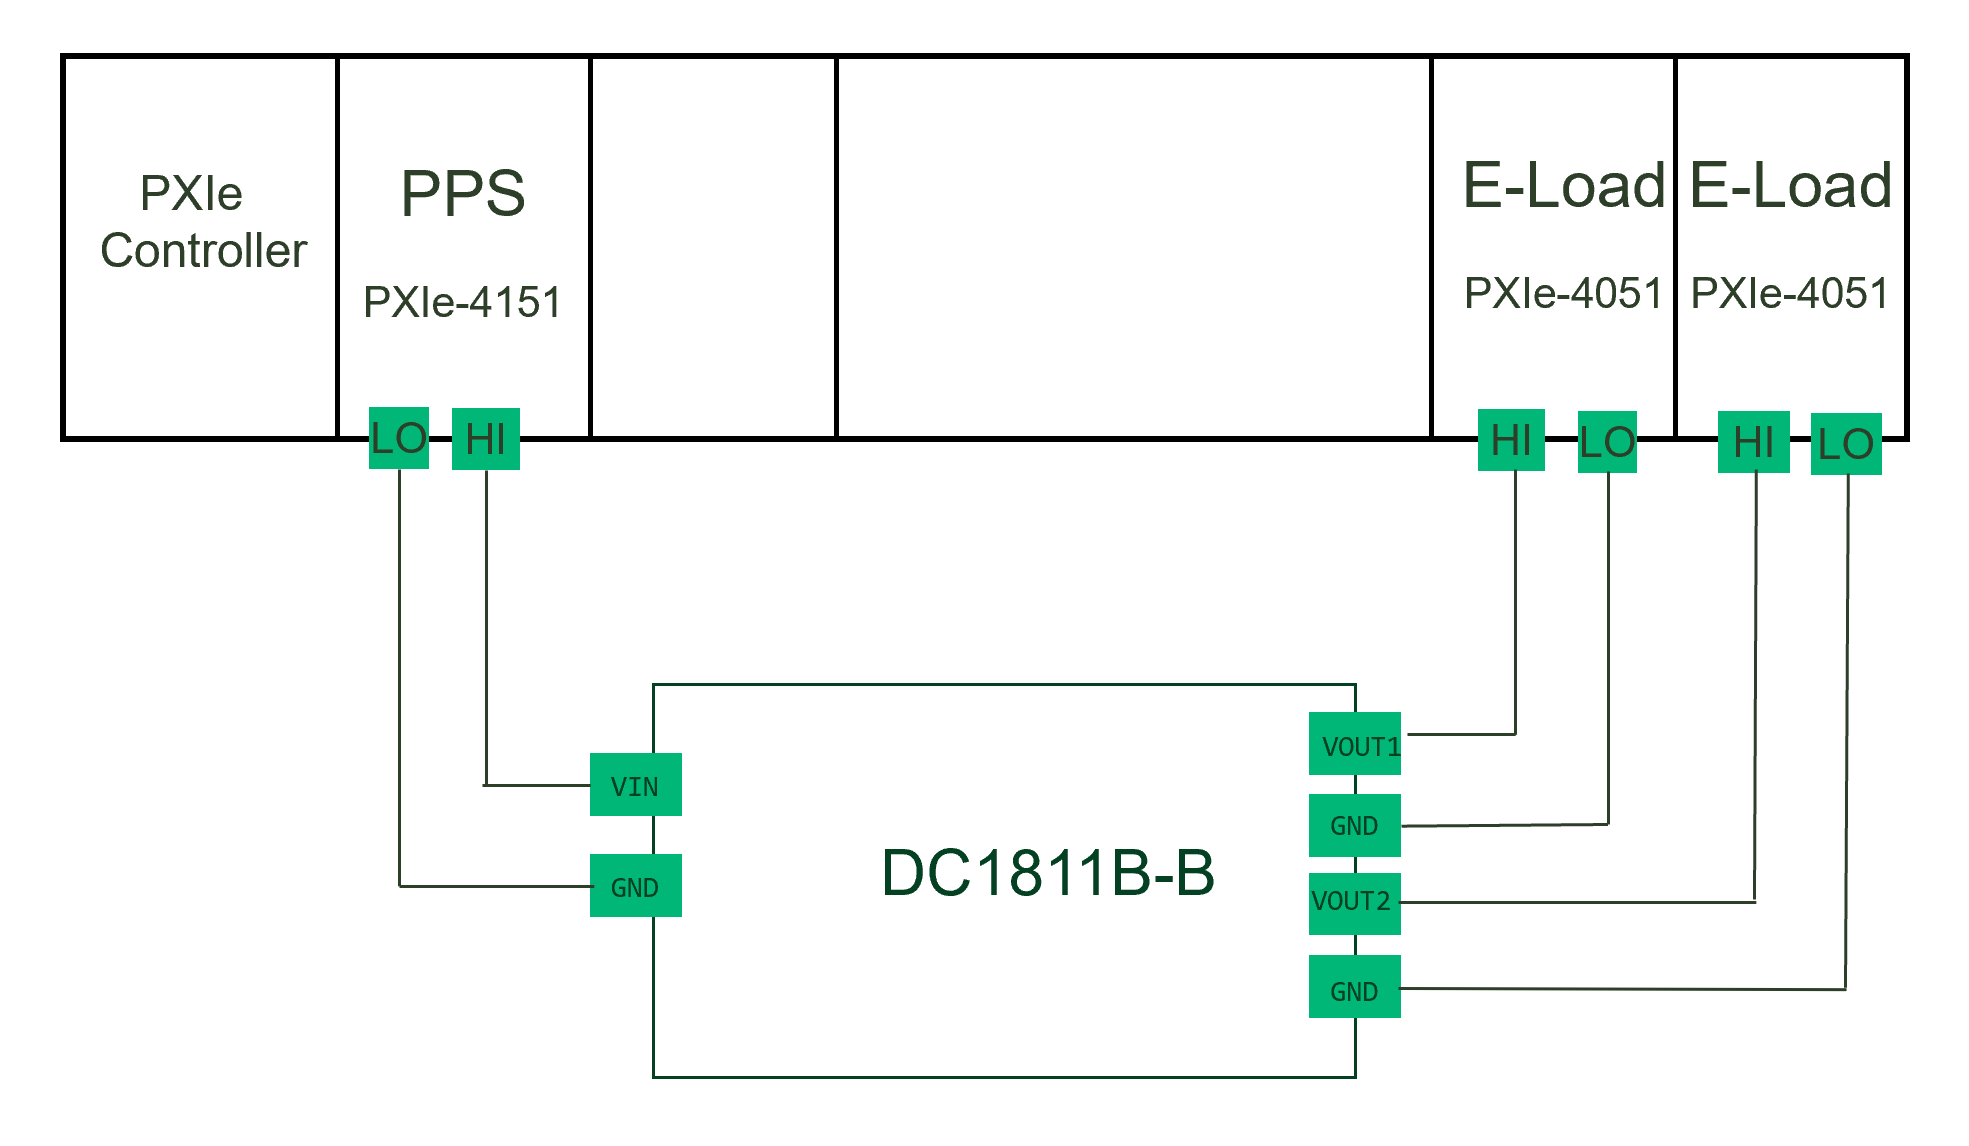 PXIe
Controller
PPS
PXIe-4151
E-Load
PXIe-4051
E-Load
PXIe-4051
LO
HI
HI
LO
HI
LO
VIN
GND
DC1811B-B
VOUT1
GND
VOUT2
GND